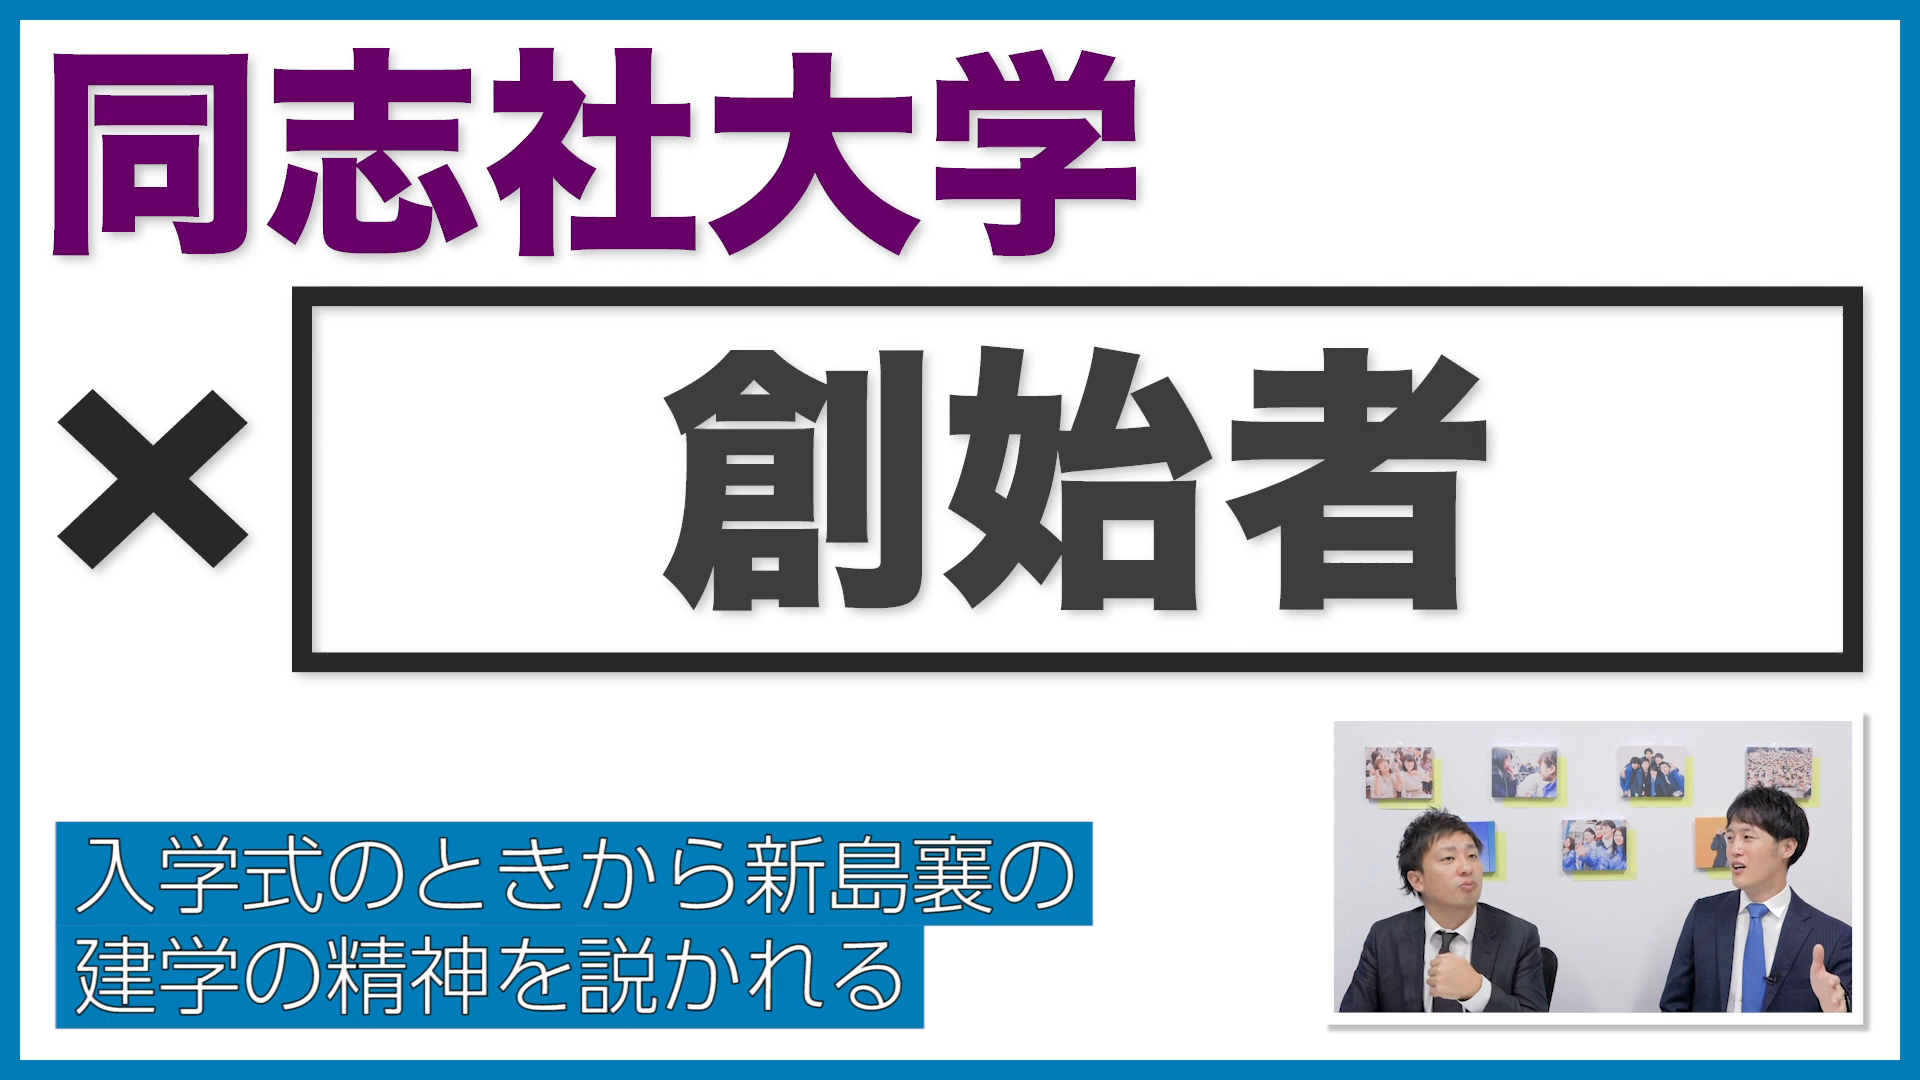 同志社大学
×
創始者
入学式のときから新島襄の
建学の精神を説かれる